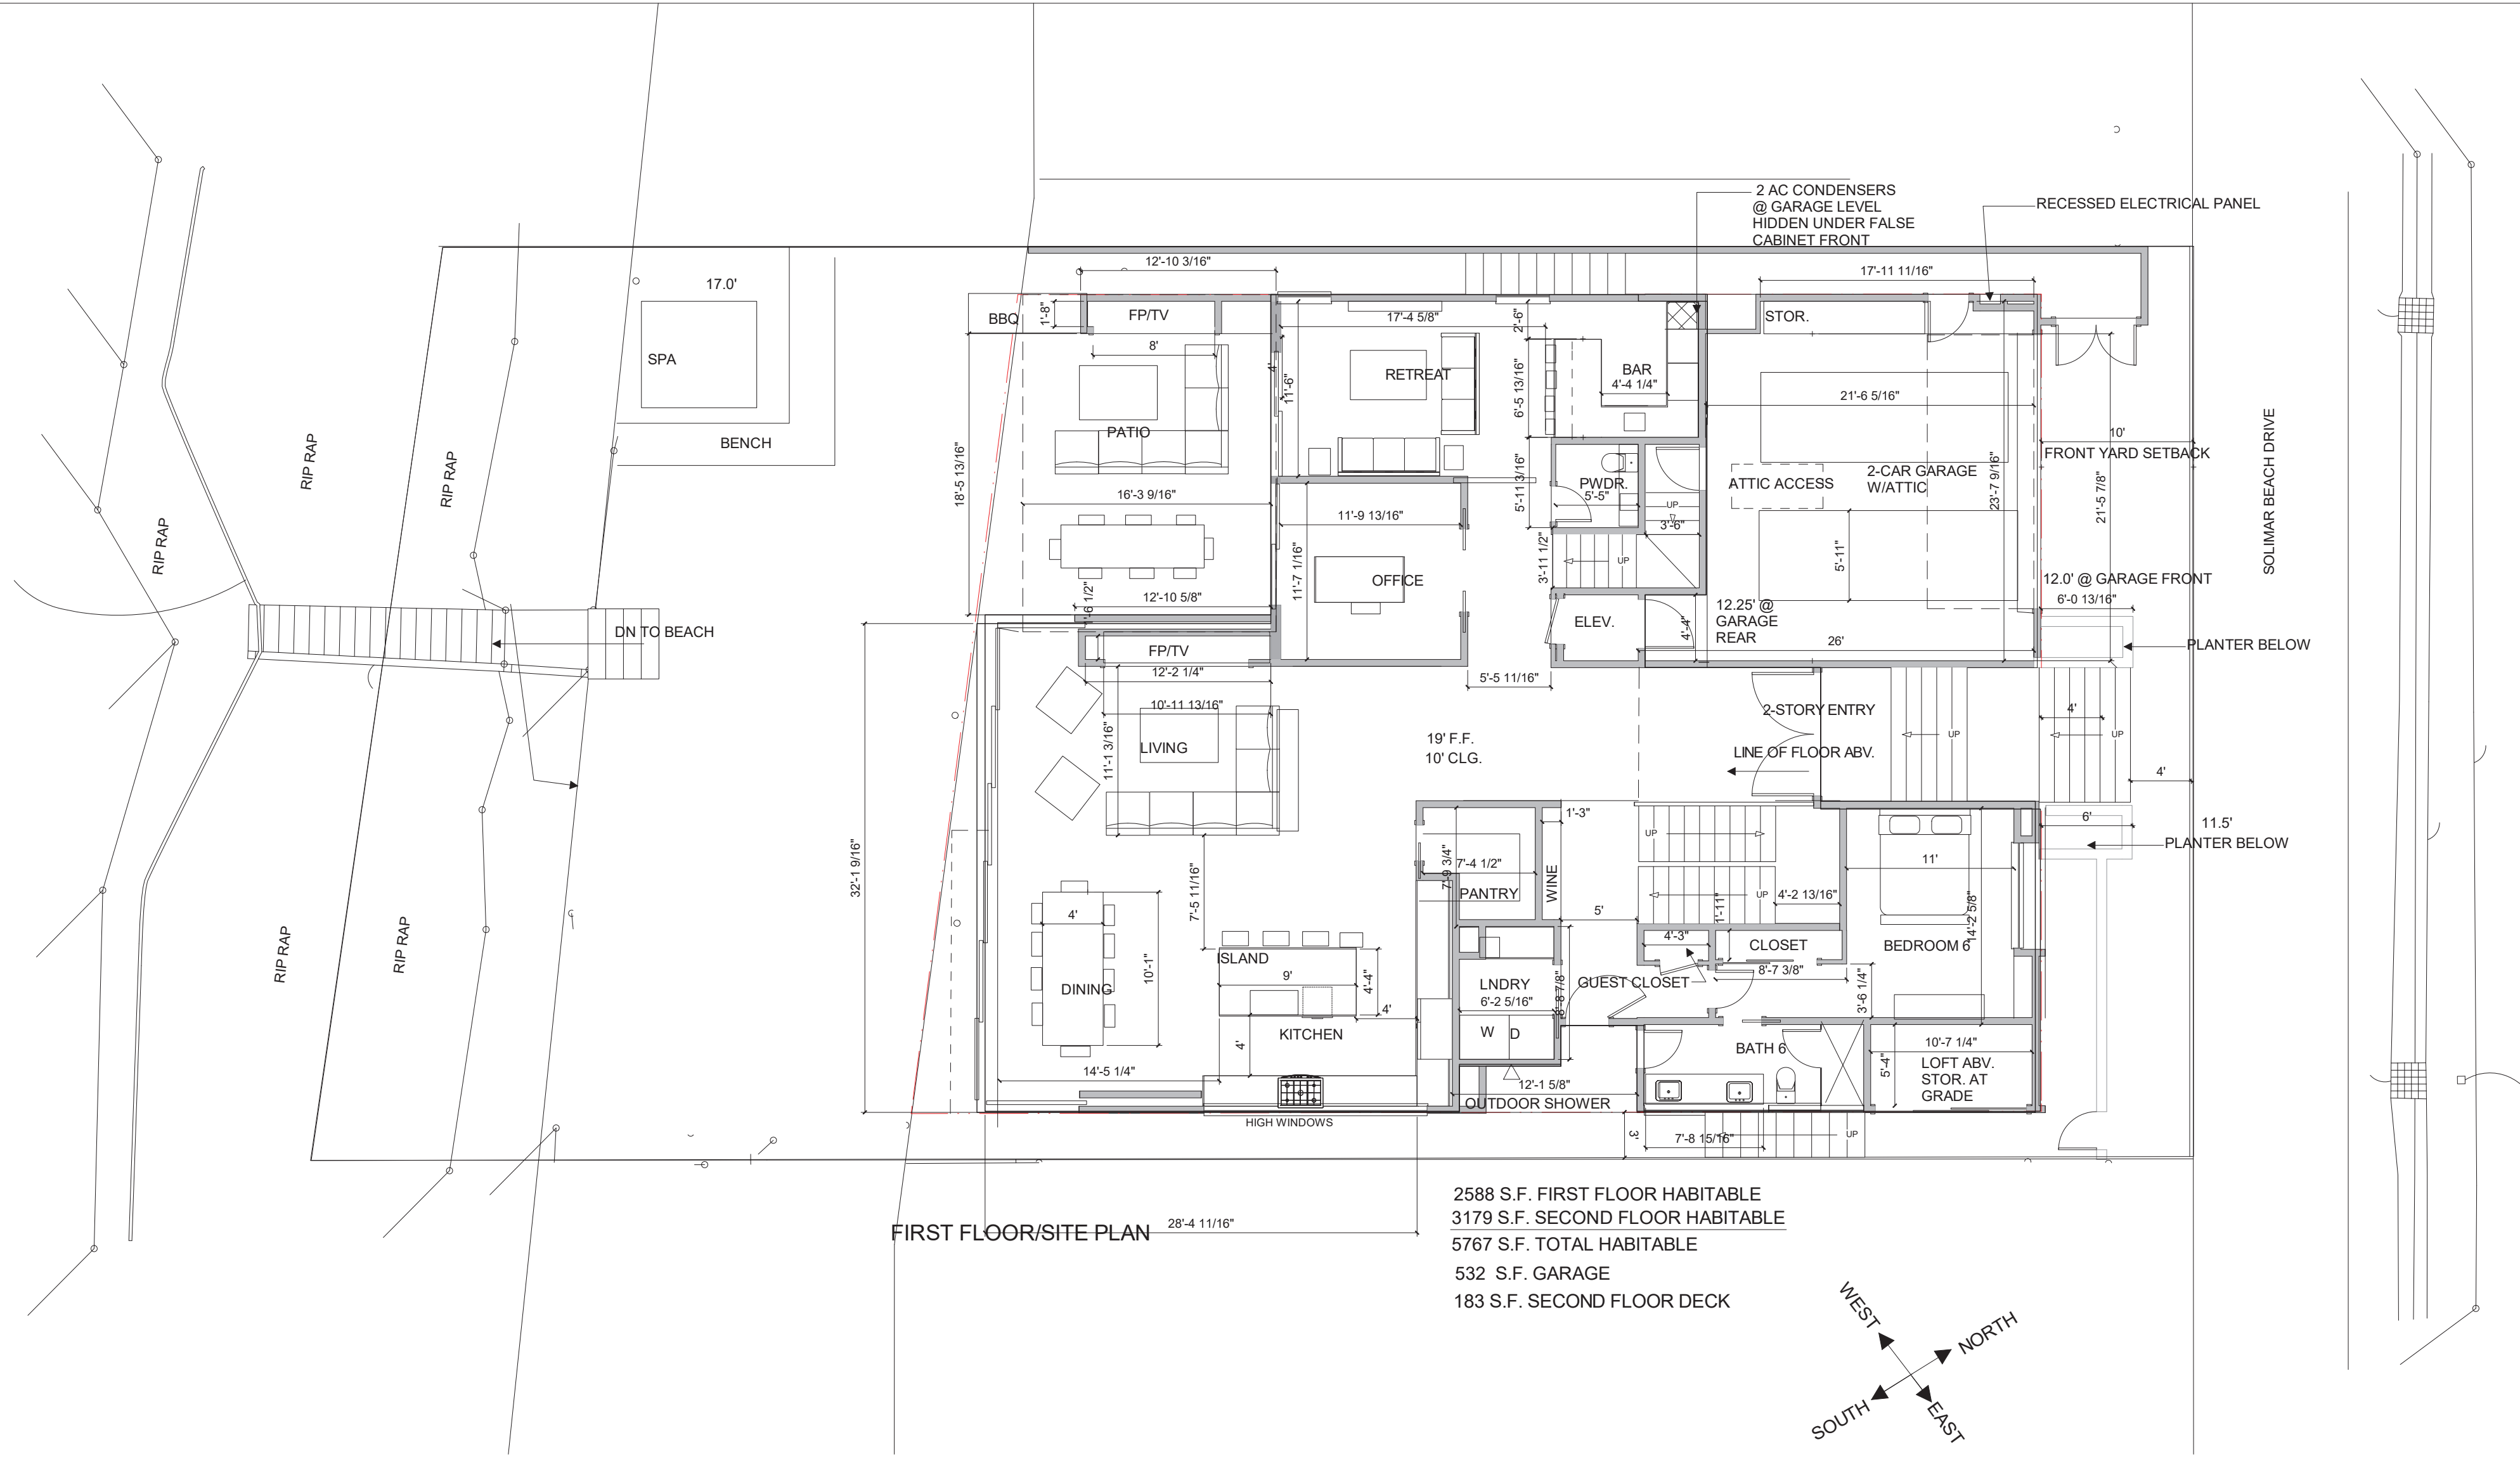 2 AC CONDENSERS
@ GARAGE LEVEL
HIDDEN UNDER FALSE
CABINET FRONT
RECESSED ELECTRICAL PANEL
12'-10 3/16"
17'-11 11/16"
17.0'
SPA
BENCH
BBQ
1'-8"
FP/TV
8'
17'-4 5/8"
2'-6"
STOR.
4'
11'-6"
RETREAT
BAR
4'-4 1/4"
6'-5 13/16"
21'-6 5/16"
PATIO
10'
FRONT YARD SETBACK
SOLIMAR BEACH DRIVE
RIP RAP
RIP RAP
RIP RAP
18'-5 13/16"
16'-3 9/16"
11'-9 13/16"
5'-11 3/16"
PWDR.
5'-5"
UP
3'-6"
ATTIC ACCESS
2-CAR GARAGE
W/ATTIC
23'-7 9/16"
21'-5 7/8"
5'-11"
11'-7 1/16"
OFFICE
3'-11 1/2"
UP
12'-10 5/8"
12.0' @ GARAGE FRONT
6'-0 13/16"
12.25' @
GARAGE
REAR
ELEV.
4'-4"
26'
PLANTER BELOW
DN TO BEACH
FP/TV
12'-2 1/4"
5'-5 11/16"
10'-11 13/16"
11'-1 3/16"
LIVING
19' F.F.
10' CLG.
2-STORY ENTRY
LINE OF FLOOR ABV.
UP
4'
UP
4'
32'-1 9/16"
1'-3"
UP
6'
11.5'
PLANTER BELOW
7'-9 3/4"
7'-4 1/2"
PANTRY
WINE
11'
UP
4'-2 13/16"
7'-5 11/16"
4'
5'
1'-11"
14'-2 5/8"
RIP RAP
RIP RAP
4'-3"
CLOSET
BEDROOM 6
ISLAND
9'
4'-4"
DINING
10'-1"
LNDRY
6'-2 5/16"
8'-8 7/8"
GUEST CLOSET
8'-7 3/8"
3'-6 1/4"
4'
KITCHEN
4'
W
D
BATH 6
10'-7 1/4"
5'-4"
LOFT ABV.
STOR. AT
GRADE
14'-5 1/4"
12'-1 5/8"
OUTDOOR SHOWER
HIGH WINDOWS
3'
7'-8 15/16"
UP
FIRST FLOOR/SITE PLAN
28'-4 11/16"
2588 S.F. FIRST FLOOR HABITABLE
3179 S.F. SECOND FLOOR HABITABLE
5767 S.F. TOTAL HABITABLE
532 S.F. GARAGE
183 S.F. SECOND FLOOR DECK
WEST
NORTH
SOUTH
EAST